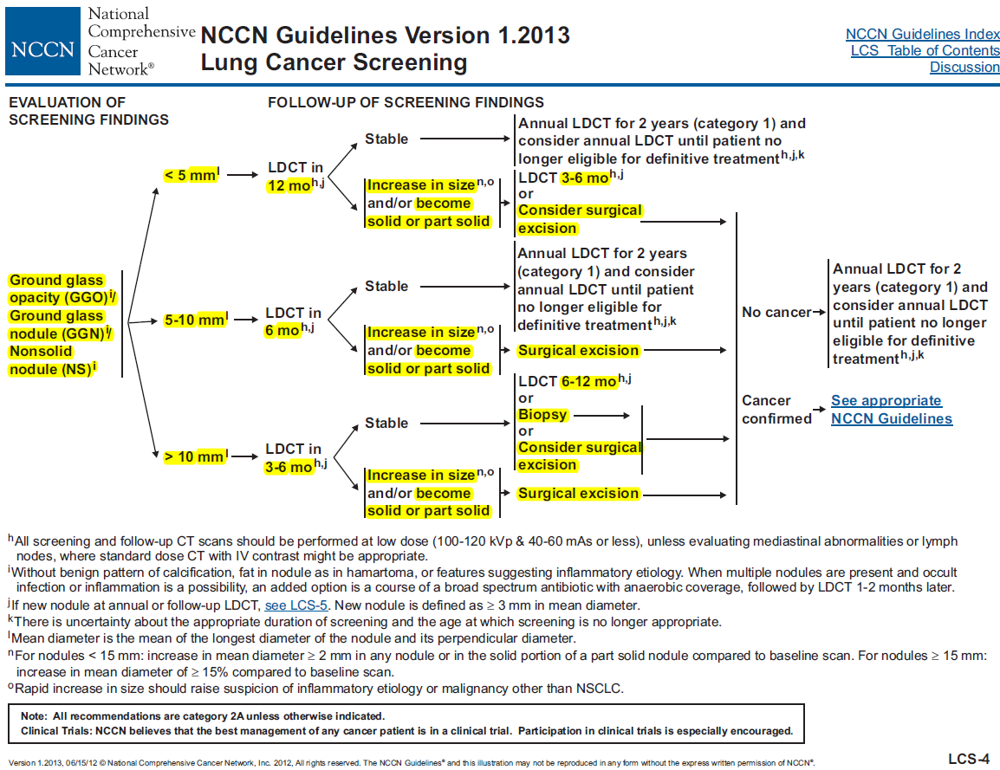 NCCN
National
Comprehensive
Cancer
Network®
NCCN Guidelines Version 1.2013
Lung Cancer Screening
NCCN Guidelines Index
LCS Table of Contents
Discussion
EVALUATION OF
SCREENING FINDINGS
FOLLOW-UP OF SCREENING FINDINGS
Ground glass
opacity (GGO)i/
Ground glass
nodule (GGN)i/
Nonsolid
nodule (NS)i
< 5 mml
LDCT in
12 moh,j
Stable
Annual LDCT for 2 years (category 1) and
consider annual LDCT until patient no
longer eligible for definitive treatmenth,j,k
Increase in sizen,o
and/or become
solid or part solid
LDCT 3-6 moh,j
or
Consider surgical
excision
5-10 mml
LDCT in
6 moh,j
Stable
Annual LDCT for 2 years
(category 1) and consider
annual LDCT until patient
no longer eligible for
definitive treatmenth,j,k
Increase in sizen,o
and/or become
solid or part solid
Surgical excision
> 10 mml
LDCT in
3-6 moh,j
Stable
LDCT 6-12 moh,j
or
Biopsy
or
Consider surgical
excision
Increase in sizen,o
and/or become
solid or part solid
Surgical excision
No cancer
Annual LDCT for 2
years (category 1) and
consider annual LDCT
until patient no longer
eligible for definitive
treatmenth,j,k
Cancer
confirmed
See appropriate
NCCN Guidelines
hAll screening and follow-up CT scans should be performed at low dose (100-120 kVp & 40-60 mAs or less), unless evaluating mediastinal abnormalities or lymph
nodes, where standard dose CT with IV contrast might be appropriate.
iWithout benign pattern of calcification, fat in nodule as in hamartoma, or features suggesting inflammatory etiology. When multiple nodules are present and occult
infection or inflammation is a possibility, an added option is a course of a broad spectrum antibiotic with anaerobic coverage, followed by LDCT 1-2 months later.
jIf new nodule at annual or follow-up LDCT, see LCS-5. New nodule is defined as ≥ 3 mm in mean diameter.
kThere is uncertainty about the appropriate duration of screening and the age at which screening is no longer appropriate.
lMean diameter is the mean of the longest diameter of the nodule and its perpendicular diameter.
nFor nodules < 15 mm: increase in mean diameter ≥ 2 mm in any nodule or in the solid portion of a part solid nodule compared to baseline scan. For nodules ≥ 15 mm:
increase in mean diameter of ≥ 15% compared to baseline scan.
oRapid increase in size should raise suspicion of inflammatory etiology or malignancy other than NSCLC.
Note: All recommendations are category 2A unless otherwise indicated.
Clinical Trials: NCCN believes that the best management of any cancer patient is in a clinical trial. Participation in clinical trials is especially encouraged.
Version 1.2013, 06/15/12 © National Comprehensive Cancer Network, Inc. 2012, All rights reserved. The NCCN Guidelines® and this illustration may not be reproduced in any form without the express written permission of NCCN®.
LCS-4